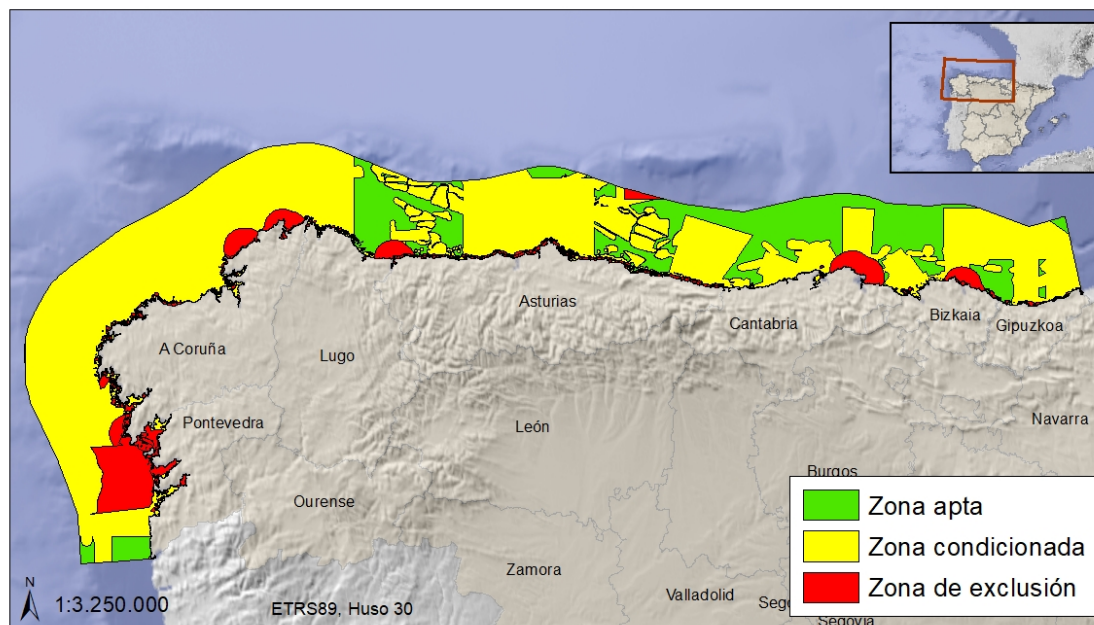 Asturias
Cantabria
Bizkaia
Gipuzkoa
A Coruña
Lugo
Pontevedra
León
Navarra
Burgos
Ourense
Zamora
Valladolid
Segovia
Zona apta
Zona condicionada
Zona de exclusión
N
1:3.250.000
ETRS89, Huso 30